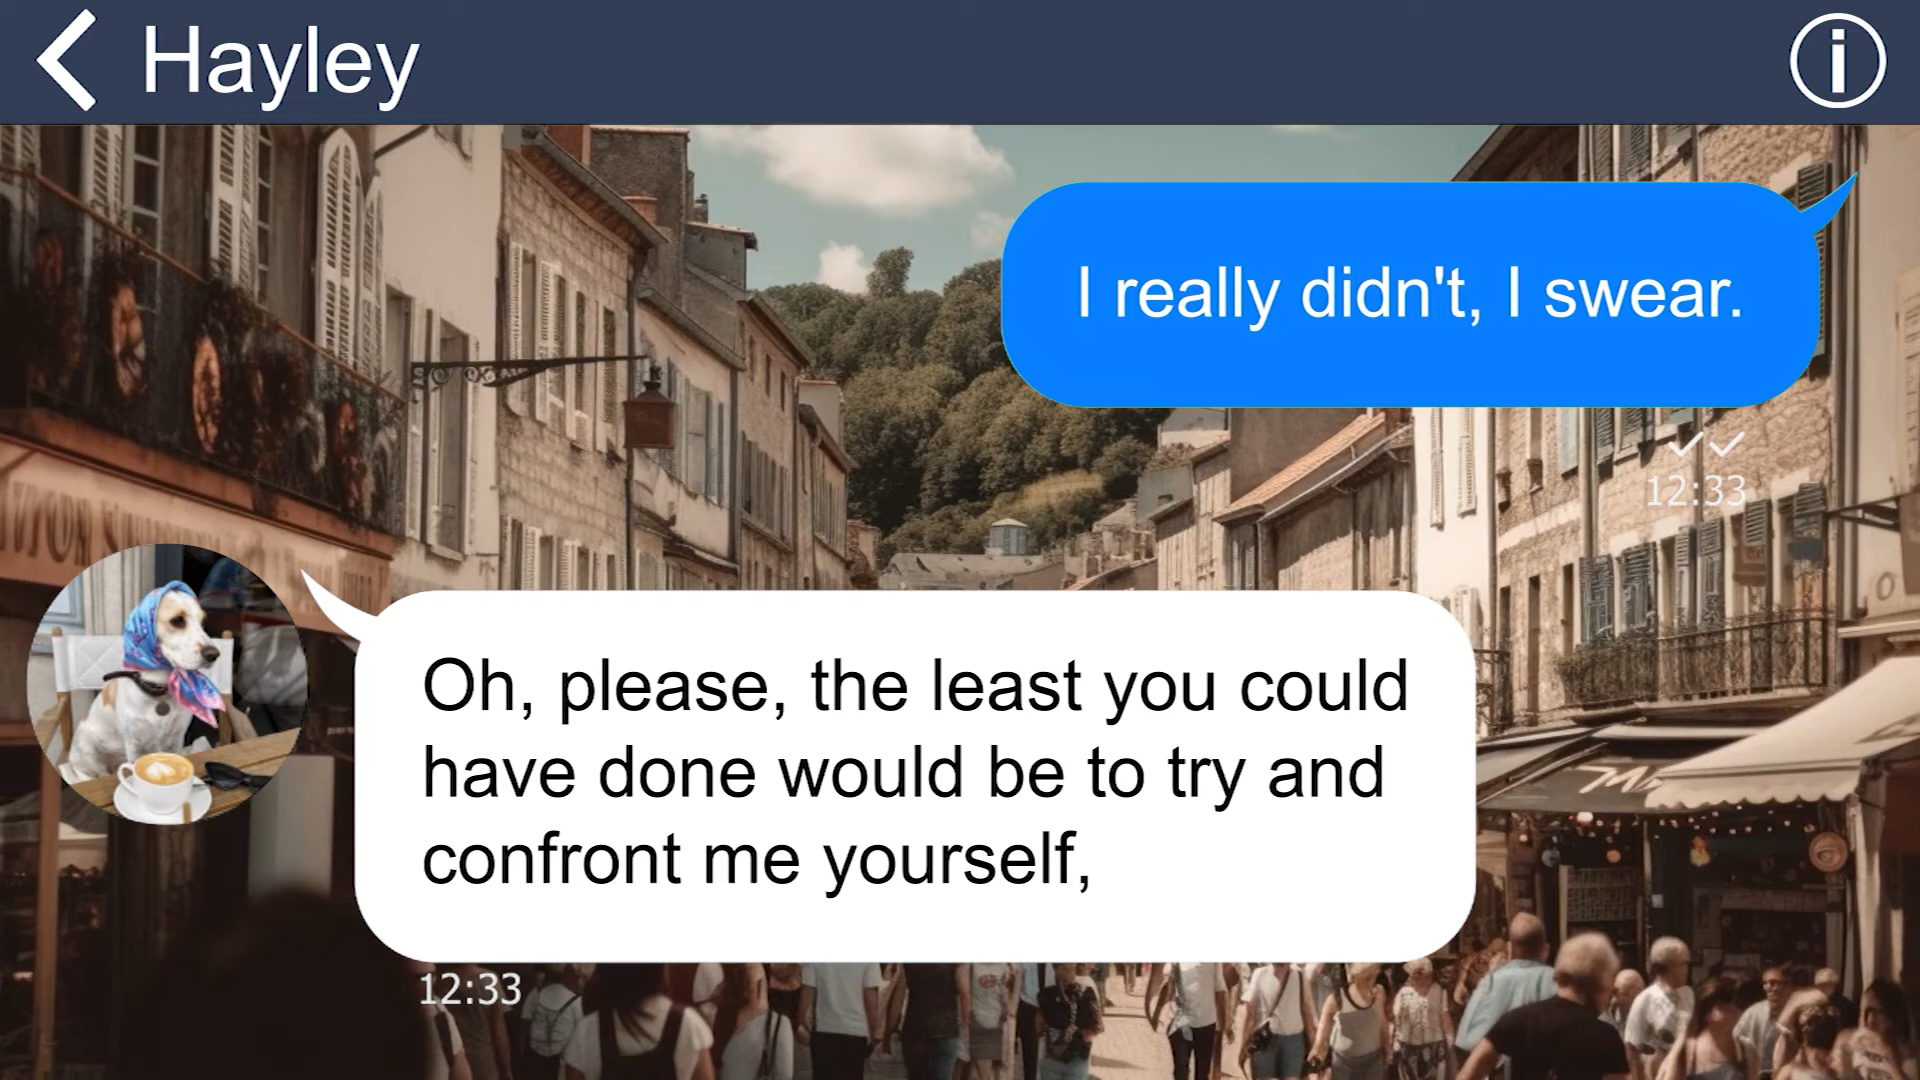 Hayley
I really didn't, I swear.
12:33
Oh, please, the least you could
have done would be to try and
confront me yourself,
12:33